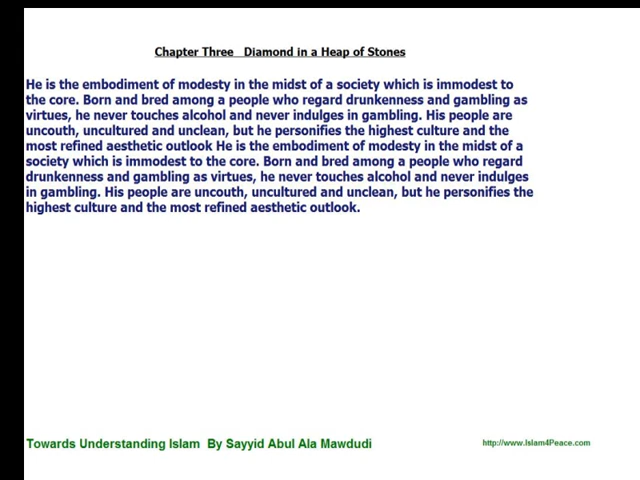 Chapter Three   Diamond in a Heap of Stones
He is the embodiment of modesty in the midst of a society which is immodest to
the core. Born and bred among a people who regard drunkenness and gambling as
virtues, he never touches alcohol and never indulges in gambling. His people are
uncouth, uncultured and unclean, but he personifies the highest culture and the
most refined aesthetic outlook He is the embodiment of modesty in the midst of a
society which is immodest to the core. Born and bred among a people who regard
drunkenness and gambling as virtues, he never touches alcohol and never indulges
in gambling. His people are uncouth, uncultured and unclean, but he personifies the
highest culture and the most refined aesthetic outlook.
Towards Understanding Islam  By Sayyid Abul Ala Mawdudi
http://www.Islam4Peace.com